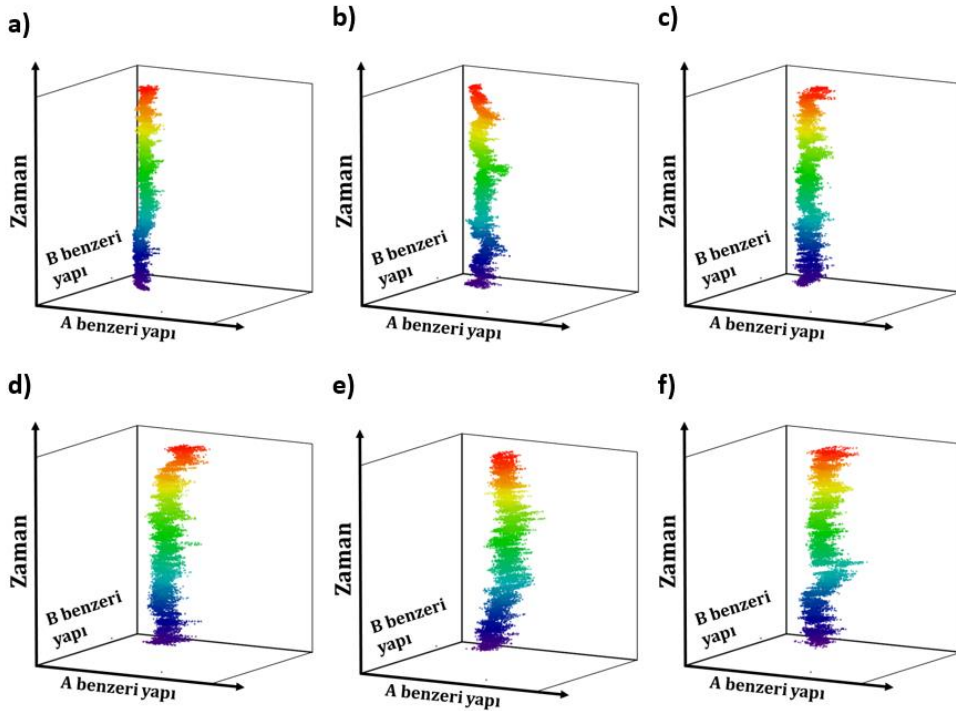 a)
b)
c)
Zaman
B benzeri
yapı
A benzeri yapı
Zaman
B benzeri
yapı
A benzeri yapı
Zaman
B benzeri
yapı
A benzeri yapı
d)
e)
f)
Zaman
B benzeri
yapı
A benzeri yapı
Zaman
B benzeri
yapı
A benzeri yapı
Zaman
B benzeri
yapı
A benzeri yapı